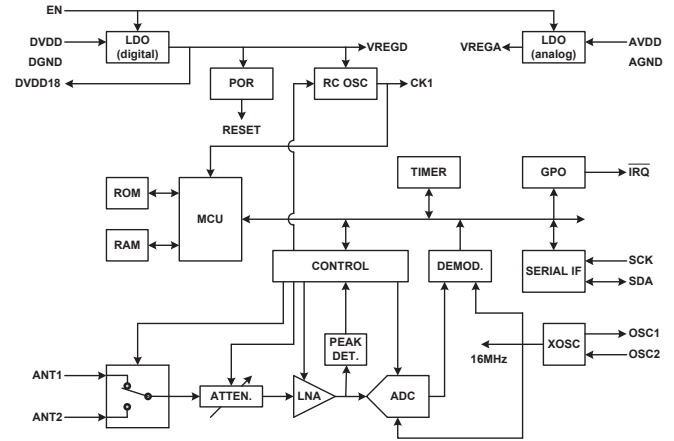 EN
DVDD
LDO
(digital)
VREGD
VREGA
LDO
(analog)
AVDD
DGND
AGND
DVDD18
POR
RC OSC
CK1
RESET
TIMER
GPO
IRQ
ROM
MCU
RAM
CONTROL
DEMOD.
SERIAL IF
SCK
SDA
PEAK
DET.
16MHz
XOSC
OSC1
OSC2
ANT1
ATTEN.
LNA
ADC
ANT2